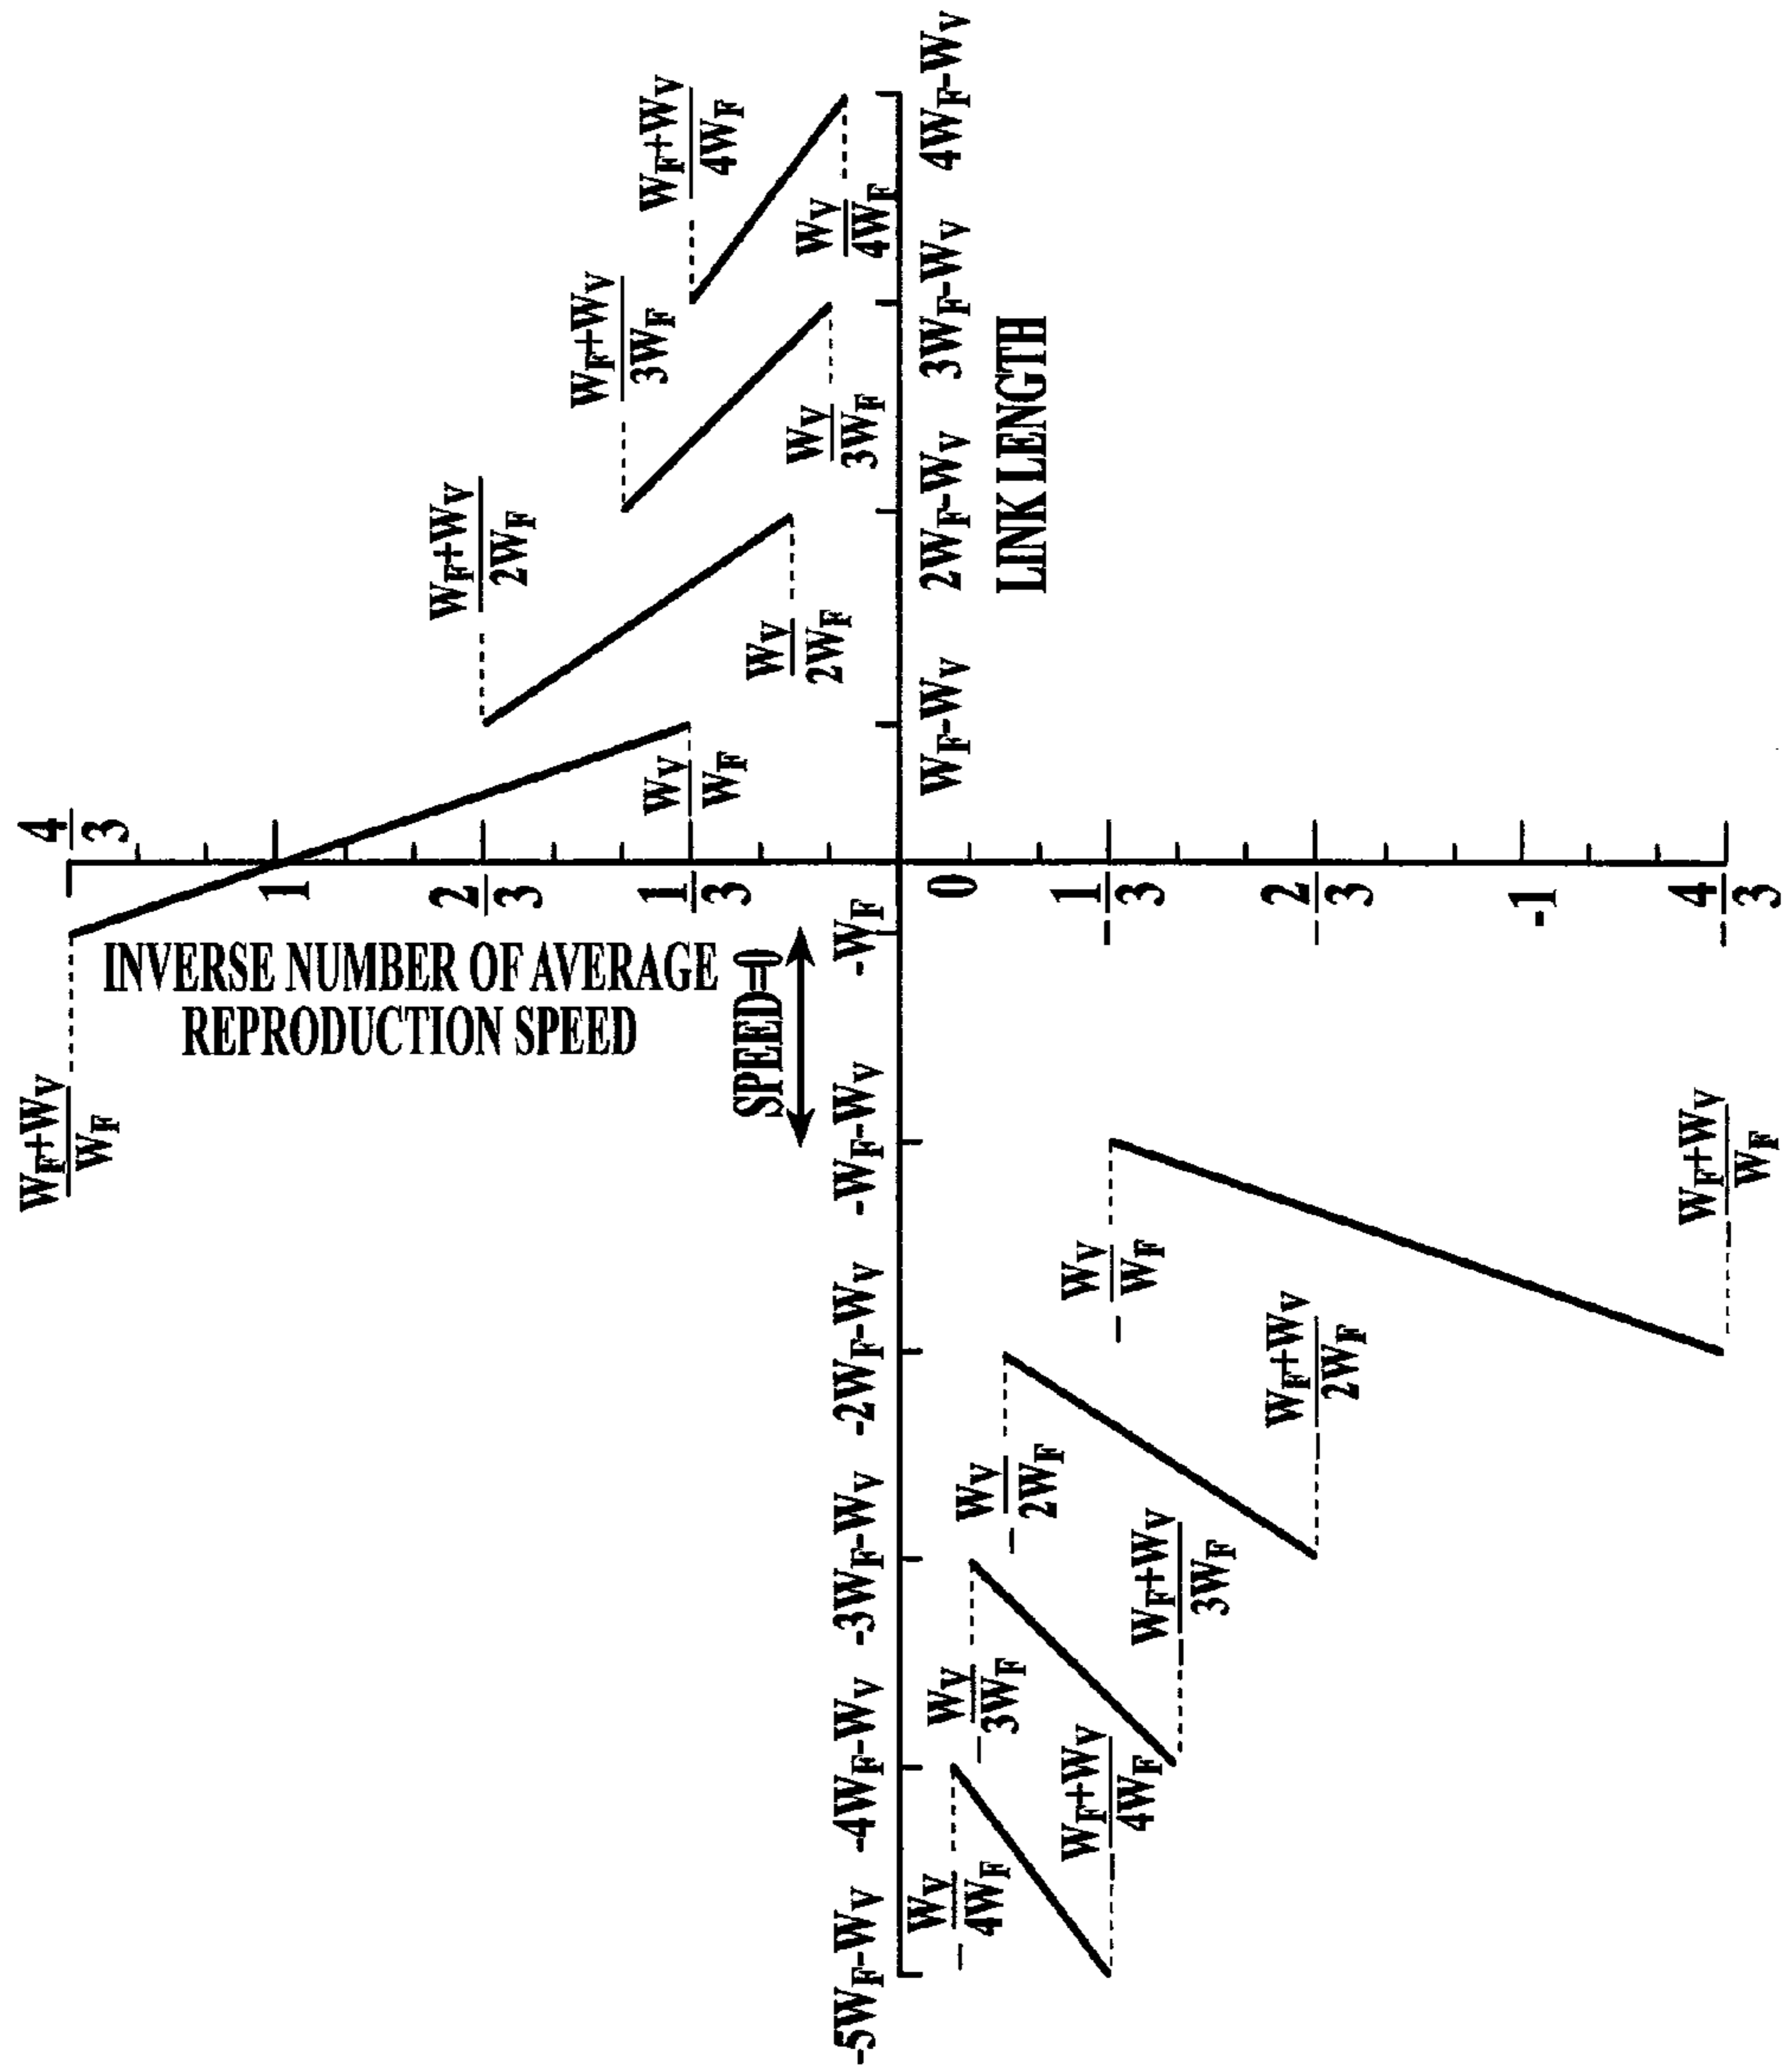 4
3
1
2
3
1
3
0
1
– 3
2
– 3
-1
4
– 3
INVERSE NUMBER OF AVERAGE
REPRODUCTION SPEED
SPEED=0
LINK LENGTH
-5WF-WV
-4WF-WV
-3WF-WV
-2WF-WV
-WF-WV
-WF
WF-WV
2WF-WV
3WF-WV
4WF-WV
WF+WV
WF
WV
WF
WF+WV
2WF
WV
2WF
WF+WV
3WF
WV
3WF
WF+WV
4WF
WV
4WF
– WV
4WF
WF+WV
4WF
– WV
3WF
WF+WV
3WF
– WV
2WF
WF+WV
2WF
– WV
WF
WF+WV
WF